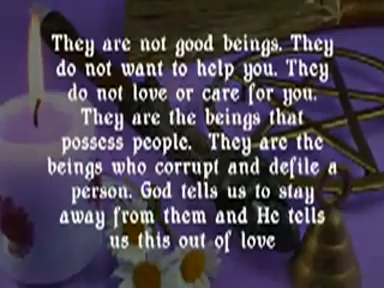 They are not good beings. They
do not want to help you. They
do not love or care for you.
They are the beings that
possess people. They are the
beings who corrupt and defile a
person. God tells us to stay
away from them and He tells
us this out of love